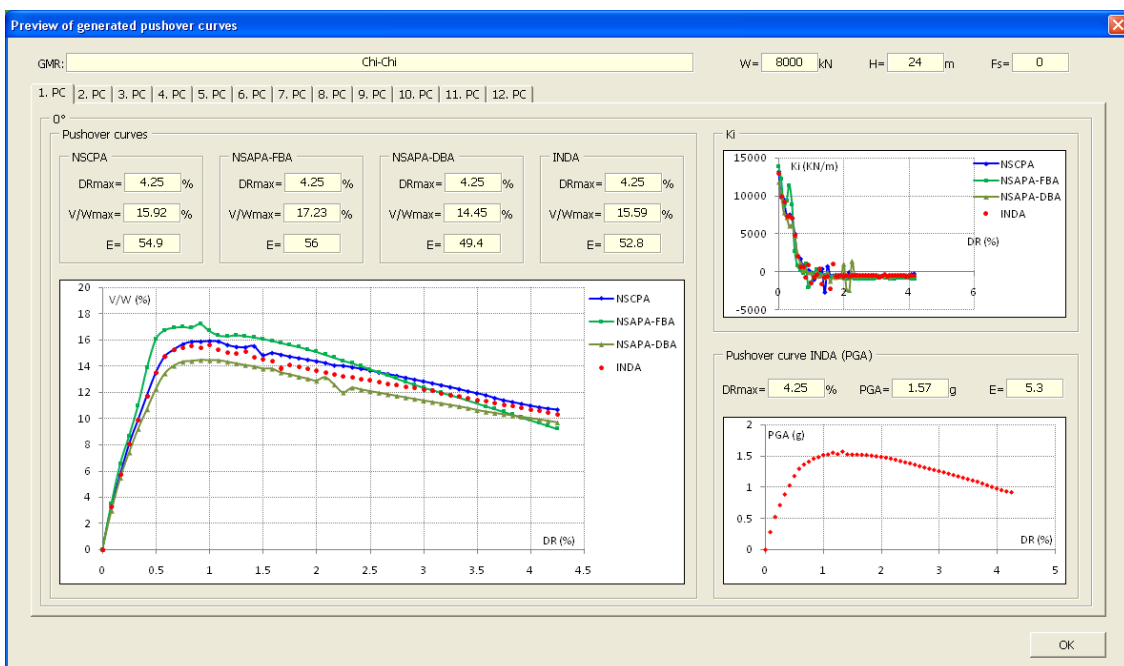 Preview of generated pushover curves
GMR: Chi-Chi W= 8000 kN H= 24 m Fs= 0
1. PC 2. PC 3. PC 4. PC 5. PC 6. PC 7. PC 8. PC 9. PC 10. PC 11. PC 12. PC
0°
Pushover curves
NSCPA
DRmax= 4.25 %
V/Wmax= 15.92 %
E= 54.9
NSAPA-FBA
DRmax= 4.25 %
V/Wmax= 17.23 %
E= 56
NSAPA-DBA
DRmax= 4.25 %
V/Wmax= 14.45 %
E= 49.4
INDA
DRmax= 4.25 %
V/Wmax= 15.59 %
E= 52.8
V/W (%)
20
18
16
14
12
10
8
6
4
2
0
0 0.5 1 1.5 2 2.5 3 3.5 4 4.5
DR (%)
NSCPA
NSAPA-FBA
NSAPA-DBA
INDA
Ki
Ki (KN/m)
15000
10000
5000
0
-5000
0 2 4 6
DR (%)
NSCPA
NSAPA-FBA
NSAPA-DBA
INDA
Pushover curve INDA (PGA)
DRmax= 4.25 % PGA= 1.57 g E= 5.3
PGA (g)
2
1.5
1
0.5
0
0 1 2 3 4 5
DR (%)
OK